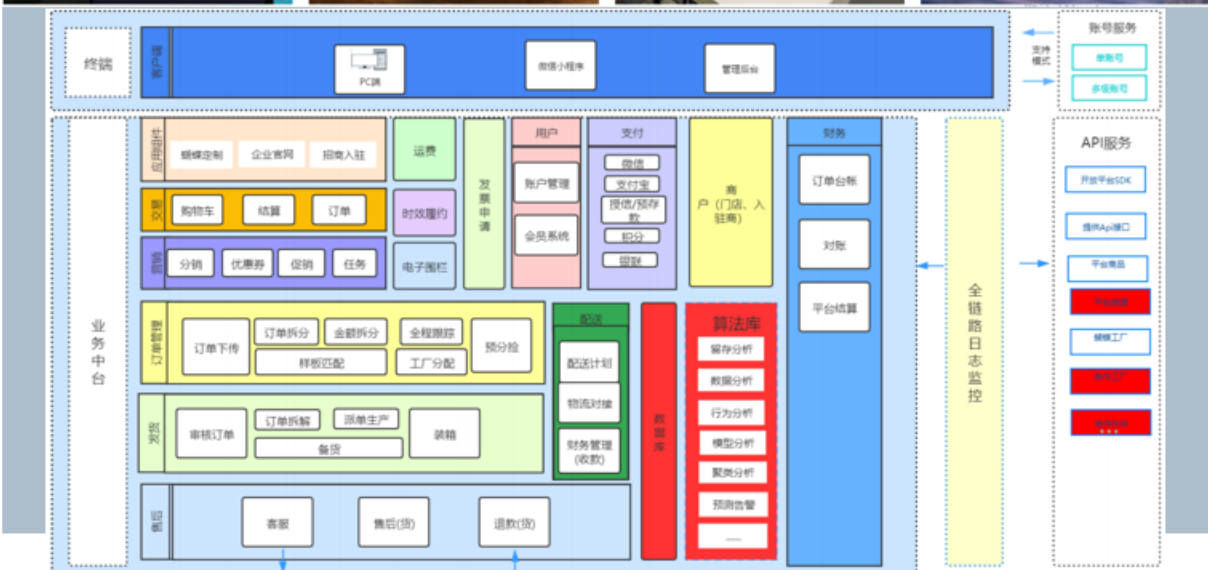 终端
客户端
PC端
微信小程序
管理后台
支持
模式
账号服务
单账号
多级账号
业务中台
应用组件
蝴蝶定制
企业官网
招商入驻
交易
购物车
结算
订单
营销
分销
优惠券
促销
任务
运费
时效履约
电子围栏
发票申请
用户
账户管理
会员系统
支付
微信
支付宝
授信/预存
款
积分
银联
商
户（门店、入
驻商）
财务
订单台帐
对账
平台结算
订单管理
订单下传
订单拆分
金额拆分
全程跟踪
样板匹配
工厂分配
预分捡
发货
审核订单
订单拆解
派单生产
备货
装箱
售后
客服
售后(货)
退款(货)
配送
配送计划
物流对接
财务管理
(收款)
数据库
算法库
留存分析
数据分析
行为分析
模型分析
聚类分析
预测告警
......
全链路日志监控
API服务
开放平台SDK
提供Api接口
平台商品
蝴蝶工厂